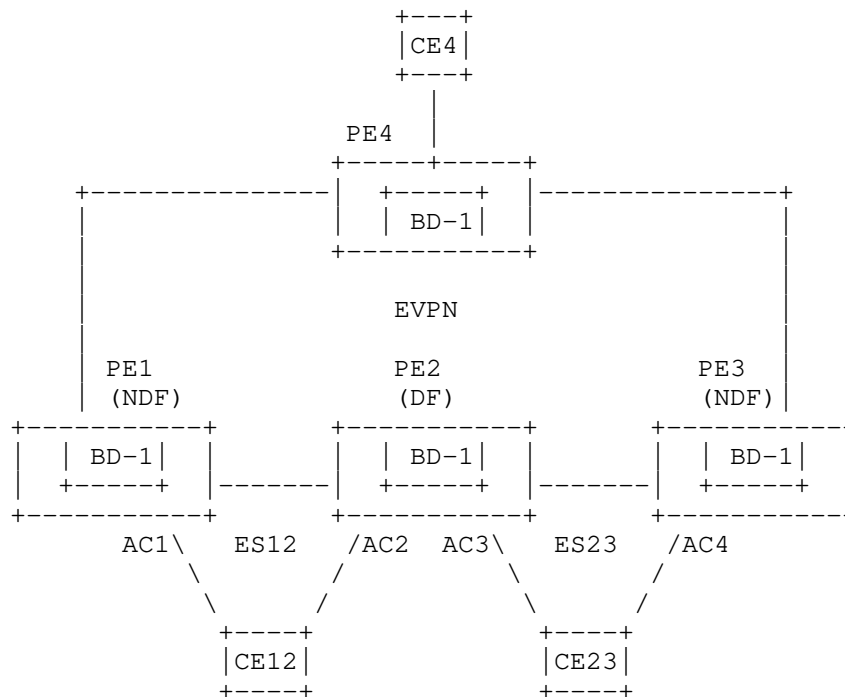 CE4
PE4
BD-1
EVPN
PE1 PE2 PE3
(NDF) (DF) (NDF)
BD-1 BD-1 BD-1
AC1 ES12 AC2 AC3 ES23 AC4
CE12 CE23